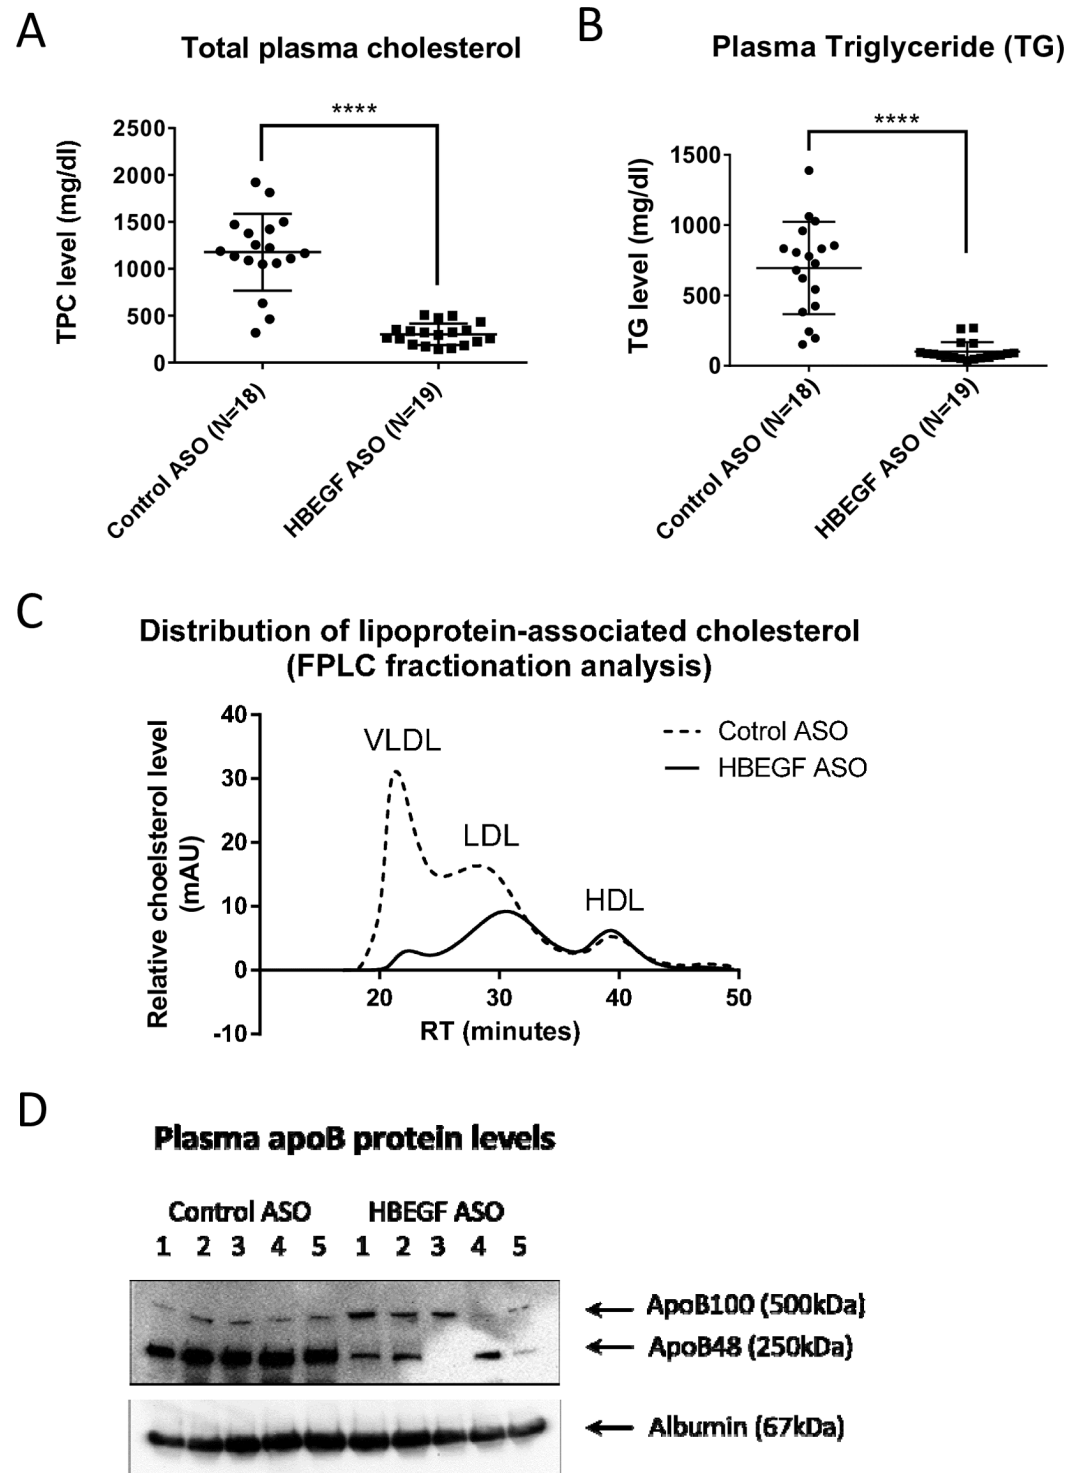 A
Total plasma cholesterol
****
TPC level (mg/dl)
2500
2000
1500
1000
500
0
Control ASO (N=18)
HBEGF ASO (N=19)
B
Plasma Triglyceride (TG)
****
TG level (mg/dl)
1500
1000
500
0
Control ASO (N=18)
HBEGF ASO (N=19)
C
Distribution of lipoprotein-associated cholesterol
(FPLC fractionation analysis)
Relative choelsterol level
(mAU)
40
30
20
10
0
-10
VLDL
LDL
HDL
Cotrol ASO
HBEGF ASO
20 30 40 50
RT (minutes)
D
Plasma apoB protein levels
Control ASO HBEGF ASO
1 2 3 4 5 1 2 3 4 5
ApoB100 (500kDa)
ApoB48 (250kDa)
Albumin (67kDa)